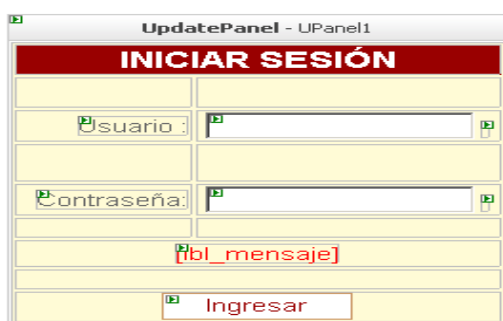 UpdatePanel - UPanel1
INICIAR SESIÓN
Usuario :
Contraseña:
[lbl_mensaje]
Ingresar